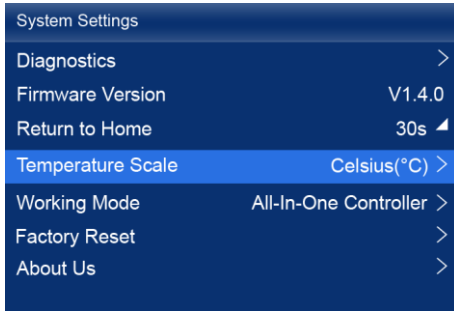 System Settings
Diagnostics >
Firmware Version V1.4.0
Return to Home 30s
Temperature Scale Celsius(°C) >
Working Mode All-In-One Controller >
Factory Reset >
About Us >